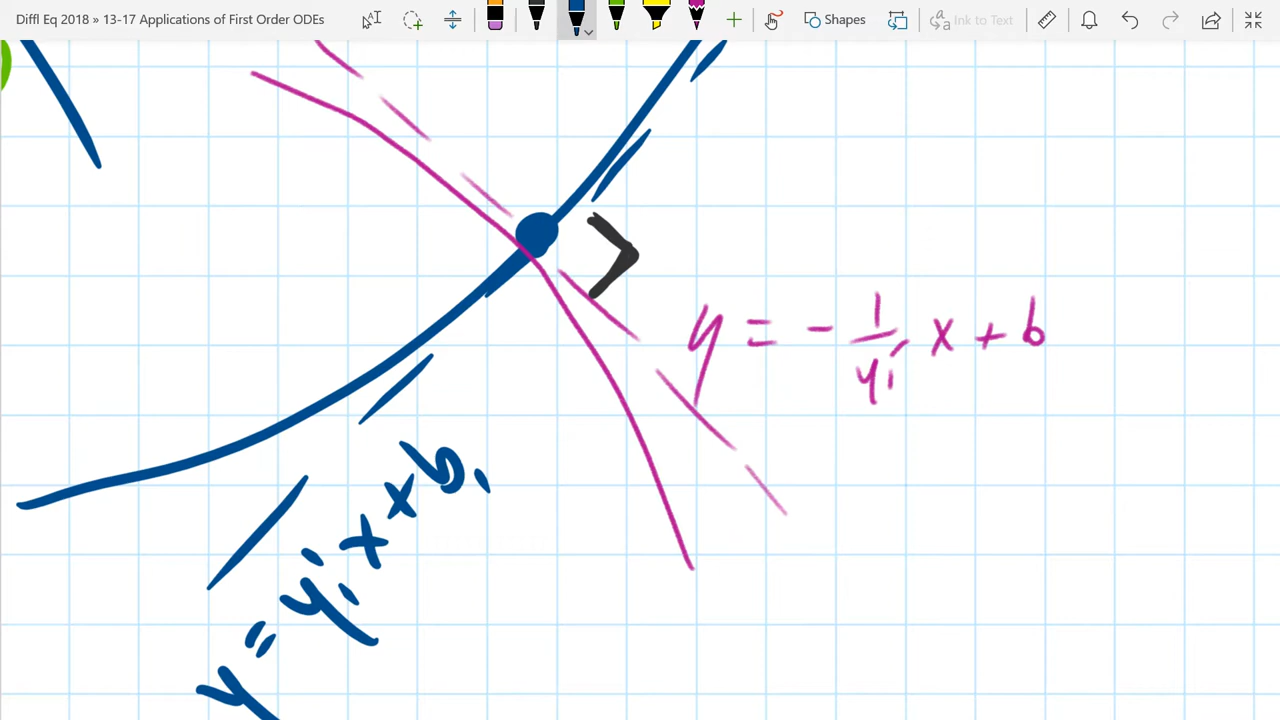 Diffl Eq 2018 » 13-17 Applications of First Order ODEs
Shapes
Ink to Text
y = - 1/y₁' x + b
y = y₁' x + b₁